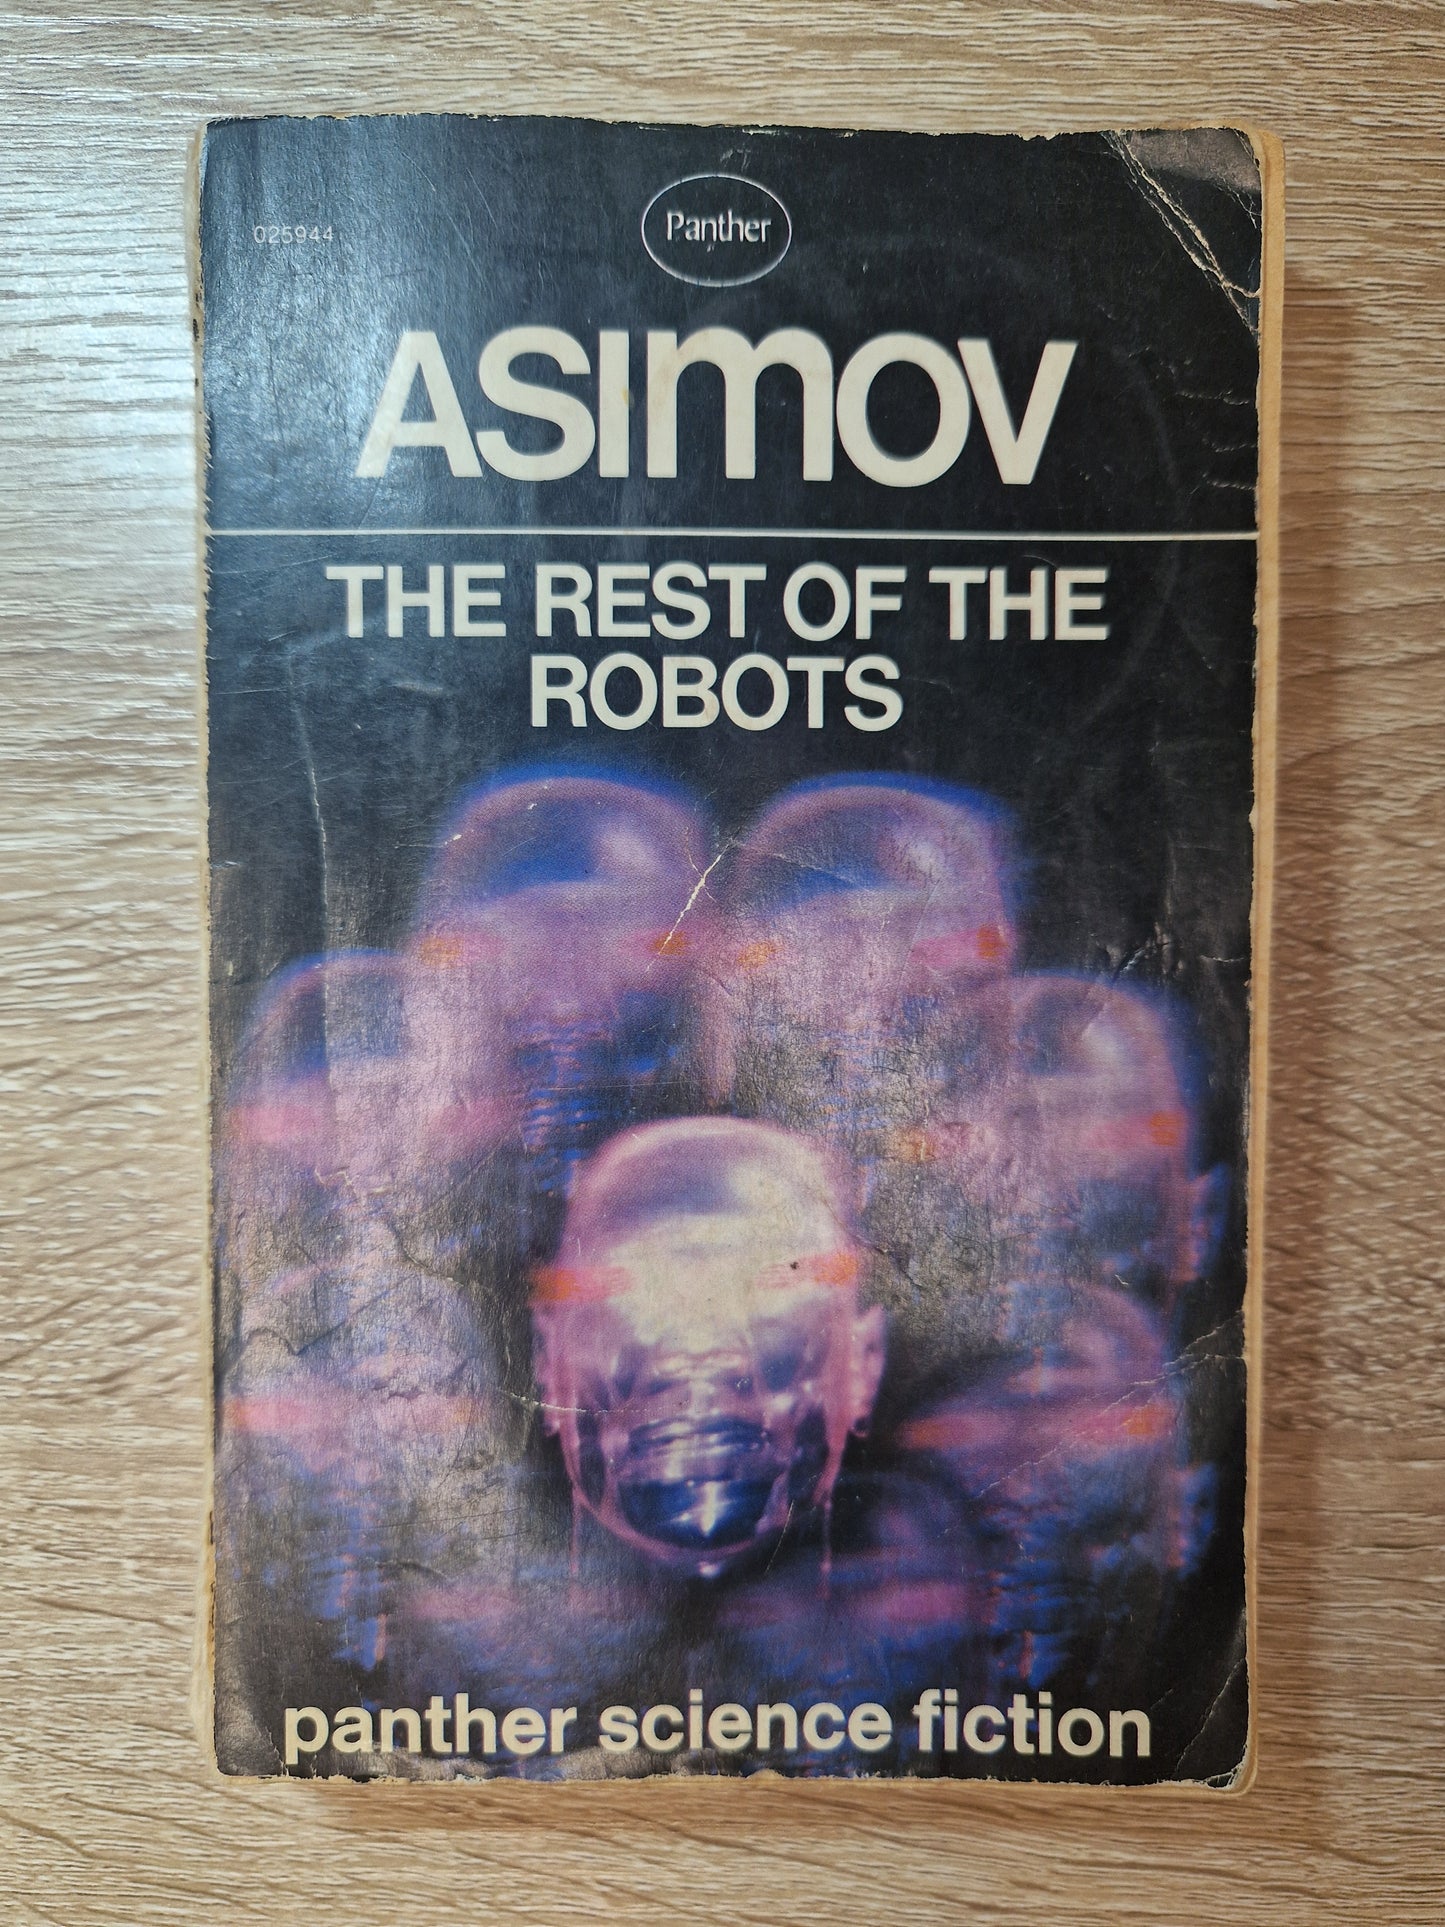 025944
Panther
ASIMOV
THE REST OF THE
ROBOTS
panther science fiction